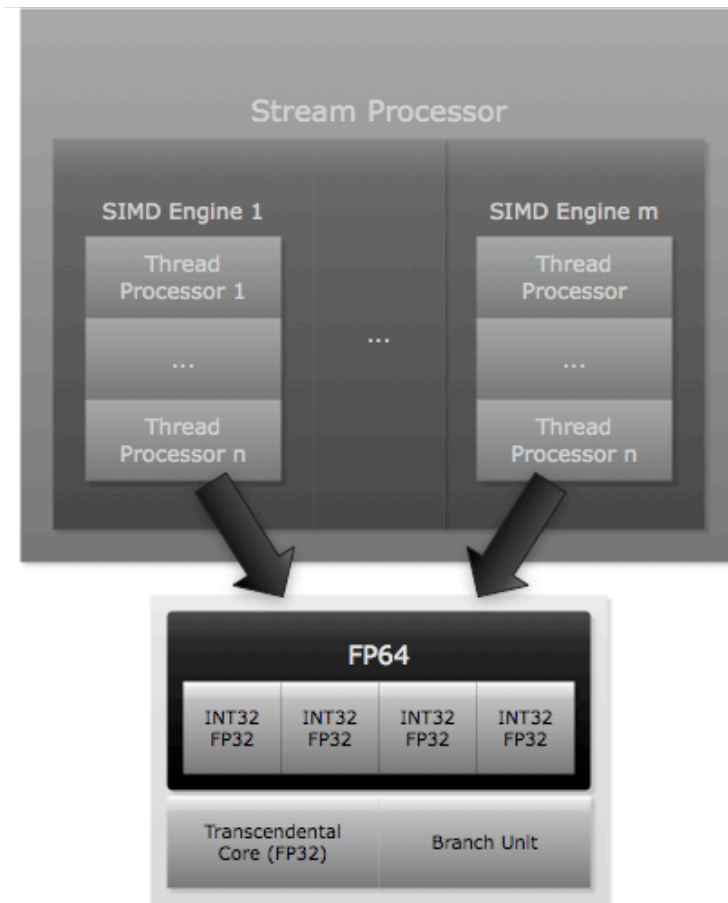 Stream Processor
SIMD Engine 1
Thread
Processor 1
...
Thread
Processor n
...
SIMD Engine m
Thread
Processor
...
Thread
Processor n
FP64
INT32
FP32
INT32
FP32
INT32
FP32
INT32
FP32
Transcendental
Core (FP32)
Branch Unit